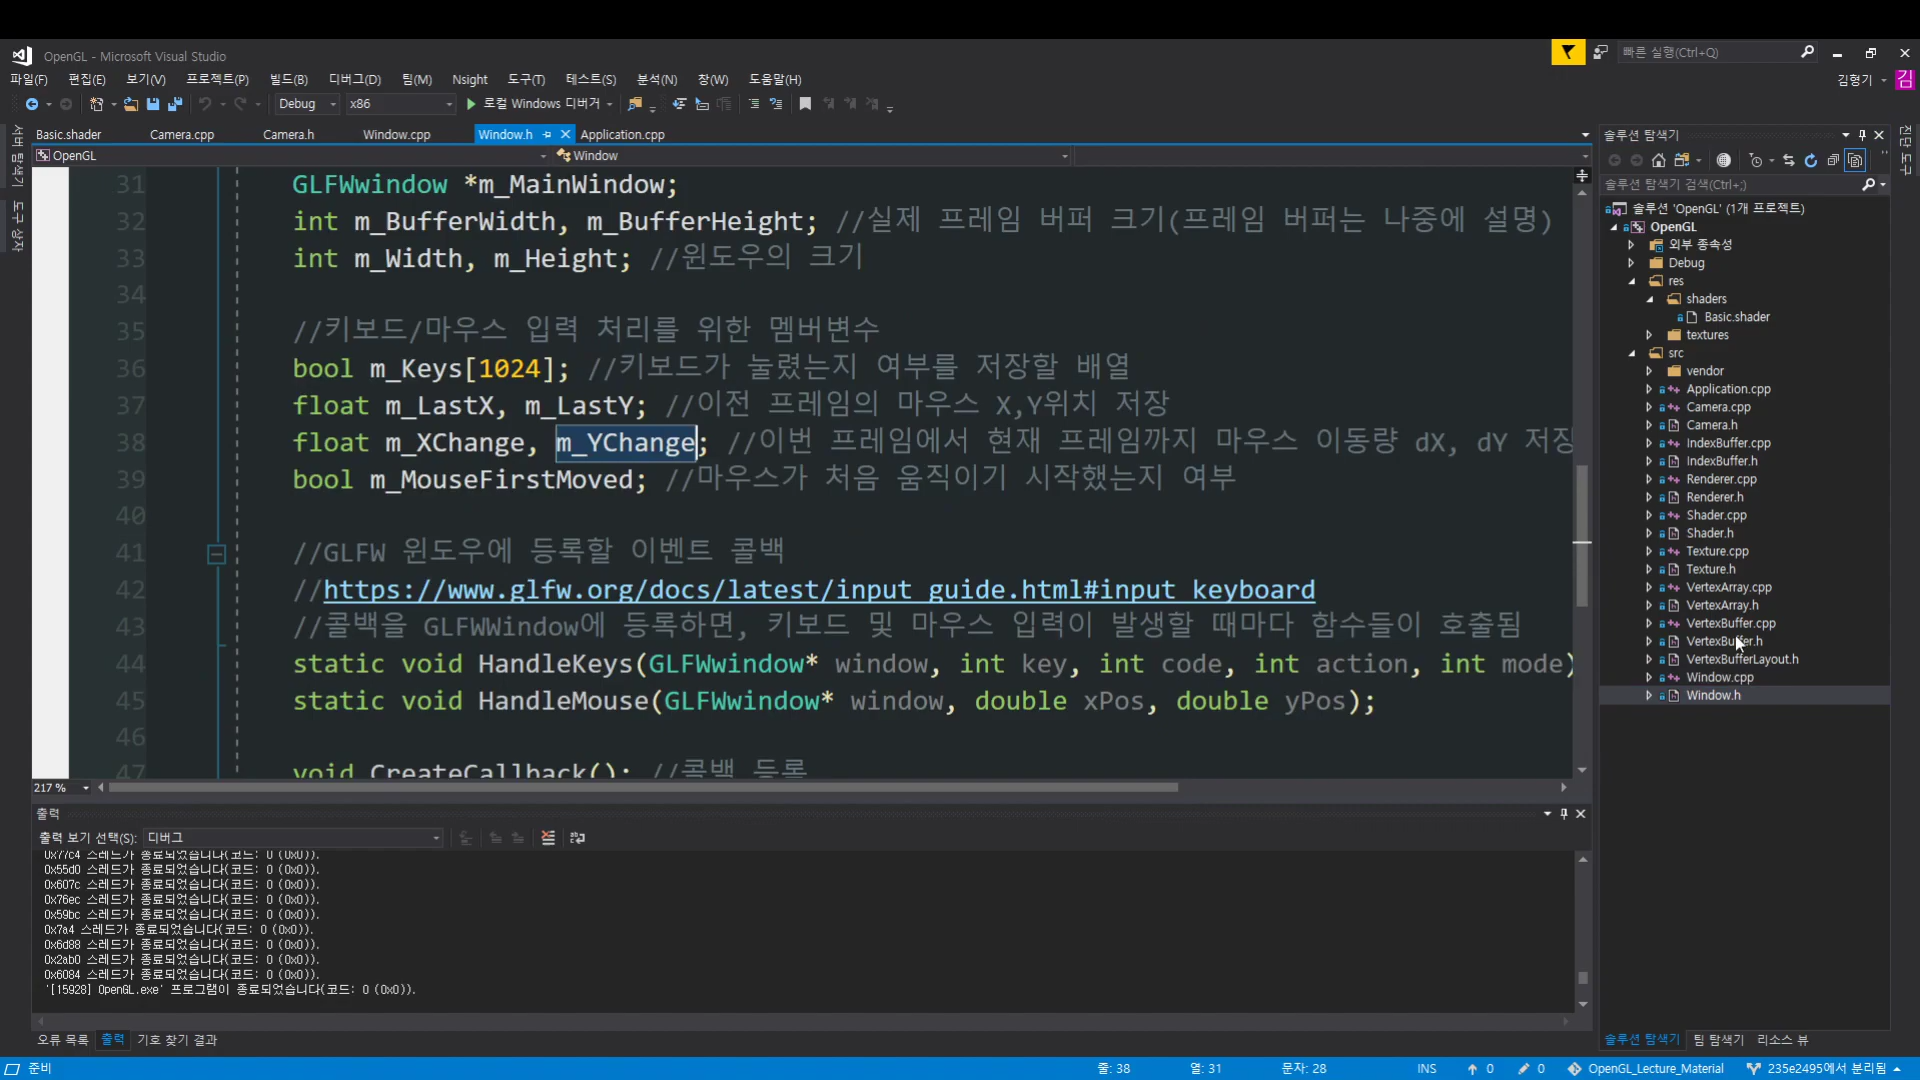 OpenGL - Microsoft Visual Studio
빠른 실행(Ctrl+Q)
파일(F) 편집(E) 보기(V) 프로젝트(P) 빌드(B) 디버그(D) 팀(M) Nsight 도구(T) 테스트(S) 분석(N) 창(W) 도움말(H)
김형기 김
Debug x86 로컬 Windows 디버거
서버 탐색기
도구 상자
Basic.shader Camera.cpp Camera.h Window.cpp Window.h Application.cpp
OpenGL Window
31 GLFWwindow *m_MainWindow;
32 int m_BufferWidth, m_BufferHeight; //실제 프레임 버퍼 크기(프레임 버퍼는 나중에 설명)
33 int m_Width, m_Height; //윈도우의 크기
34
35 //키보드/마우스 입력 처리를 위한 멤버변수
36 bool m_Keys[1024]; //키보드가 눌렸는지 여부를 저장할 배열
37 float m_LastX, m_LastY; //이전 프레임의 마우스 X,Y위치 저장
38 float m_XChange, m_YChange; //이번 프레임에서 현재 프레임까지 마우스 이동량 dX, dY 저장
39 bool m_MouseFirstMoved; //마우스가 처음 움직이기 시작했는지 여부
40
41 //GLFW 윈도우에 등록할 이벤트 콜백
42 //https://www.glfw.org/docs/latest/input_guide.html#input_keyboard
43 //콜백을 GLFWWindow에 등록하면, 키보드 및 마우스 입력이 발생할 때마다 함수들이 호출됨
44 static void HandleKeys(GLFWwindow* window, int key, int code, int action, int mode)
45 static void HandleMouse(GLFWwindow* window, double xPos, double yPos);
46
47 void CreateCallback(); //콜백 등록
217 %
출력
출력 보기 선택(S): 디버그
0x77c4 스레드가 종료되었습니다(코드: 0 (0x0)).
0x55d0 스레드가 종료되었습니다(코드: 0 (0x0)).
0x607c 스레드가 종료되었습니다(코드: 0 (0x0)).
0x76ec 스레드가 종료되었습니다(코드: 0 (0x0)).
0x59bc 스레드가 종료되었습니다(코드: 0 (0x0)).
0x7a4 스레드가 종료되었습니다(코드: 0 (0x0)).
0x6d88 스레드가 종료되었습니다(코드: 0 (0x0)).
0x2ab0 스레드가 종료되었습니다(코드: 0 (0x0)).
0x6084 스레드가 종료되었습니다(코드: 0 (0x0)).
'[15928] OpenGL.exe' 프로그램이 종료되었습니다(코드: 0 (0x0)).
오류 목록 출력 기호 찾기 결과
솔루션 탐색기
솔루션 탐색기 검색(Ctrl+;)
솔루션 'OpenGL' (1개 프로젝트)
OpenGL
외부 종속성
Debug
res
shaders
Basic.shader
textures
src
vendor
Application.cpp
Camera.cpp
Camera.h
IndexBuffer.cpp
IndexBuffer.h
Renderer.cpp
Renderer.h
Shader.cpp
Shader.h
Texture.cpp
Texture.h
VertexArray.cpp
VertexArray.h
VertexBuffer.cpp
VertexBuffer.h
VertexBufferLayout.h
Window.cpp
Window.h
솔루션 탐색기 팀 탐색기 리소스 뷰
진단 도구
준비 줄: 38 열: 31 문자: 28 INS 0 0 OpenGL_Lecture_Material 235e2495에서 분리됨